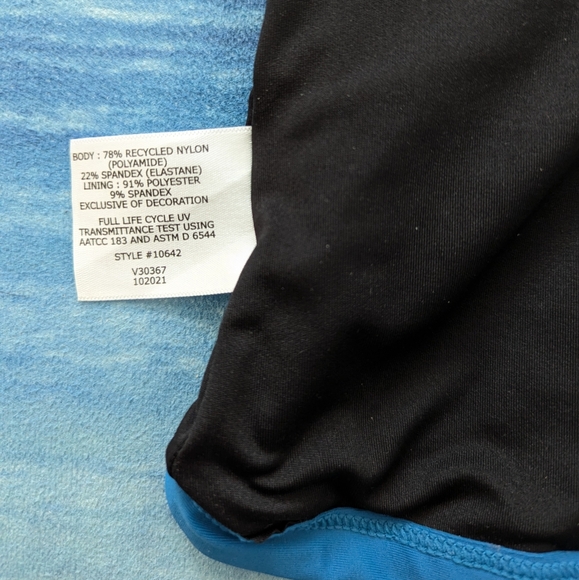 BODY : 78% RECYCLED NYLON
(POLYAMIDE)
22% SPANDEX (ELASTANE)
LINING : 91% POLYESTER
9% SPANDEX
EXCLUSIVE OF DECORATION
FULL LIFE CYCLE UV
TRANSMITTANCE TEST USING
AATCC 183 AND ASTM D 6544
STYLE #10642
V30367
102021